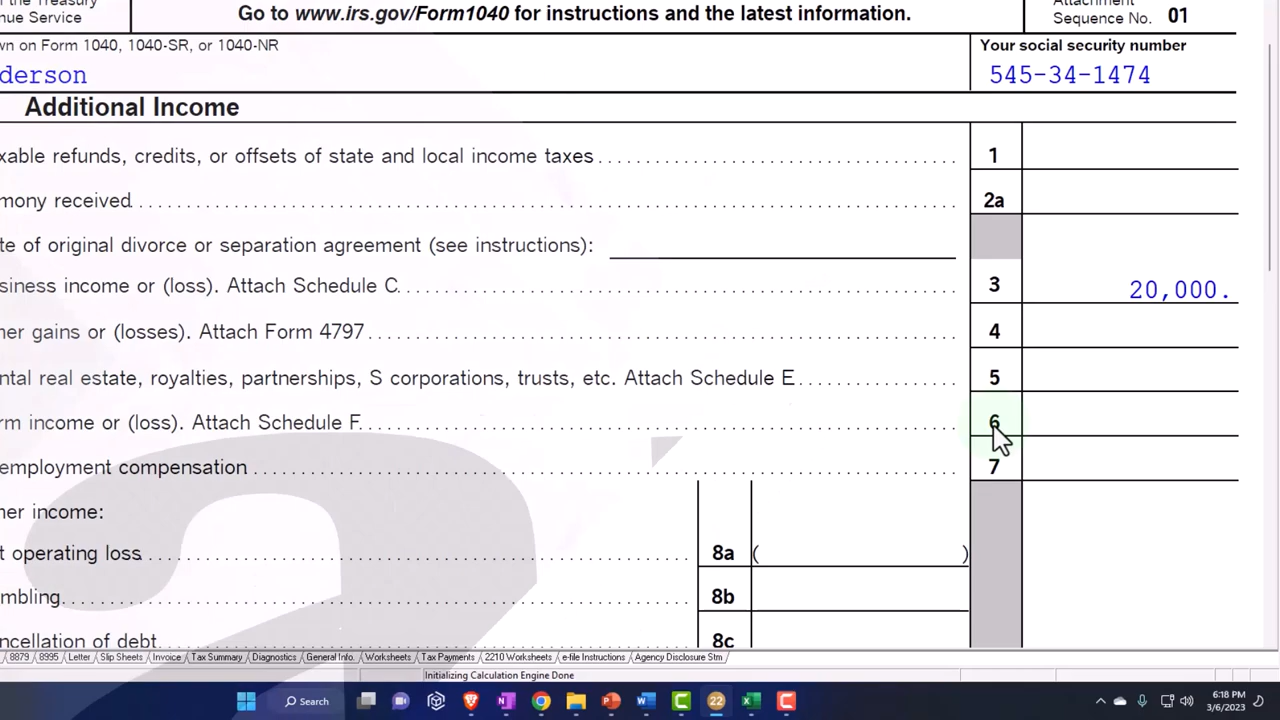 nue Service
Go to www.irs.gov/Form1040 for instructions and the latest information.
Sequence No. 01
wn on Form 1040, 1040-SR, or 1040-NR
Your social security number
derson
545-34-1474
Additional Income
xable refunds, credits, or offsets of state and local income taxes 1
mony received 2a
te of original divorce or separation agreement (see instructions):
siness income or (loss). Attach Schedule C 3 20,000.
her gains or (losses). Attach Form 4797 4
ntal real estate, royalties, partnerships, S corporations, trusts, etc. Attach Schedule E 5
rm income or (loss). Attach Schedule F 6
employment compensation 7
her income:
t operating loss 8a ( )
mbling 8b
ncellation of debt 8c
8879 8995 Letter Slip Sheets Invoice Tax Summary Diagnostics General Info. Worksheets Tax Payments 2210 Worksheets e-file Instructions Agency Disclosure Stm
Initializing Calculation Engine Done
Search
22
6:18 PM
3/6/2023